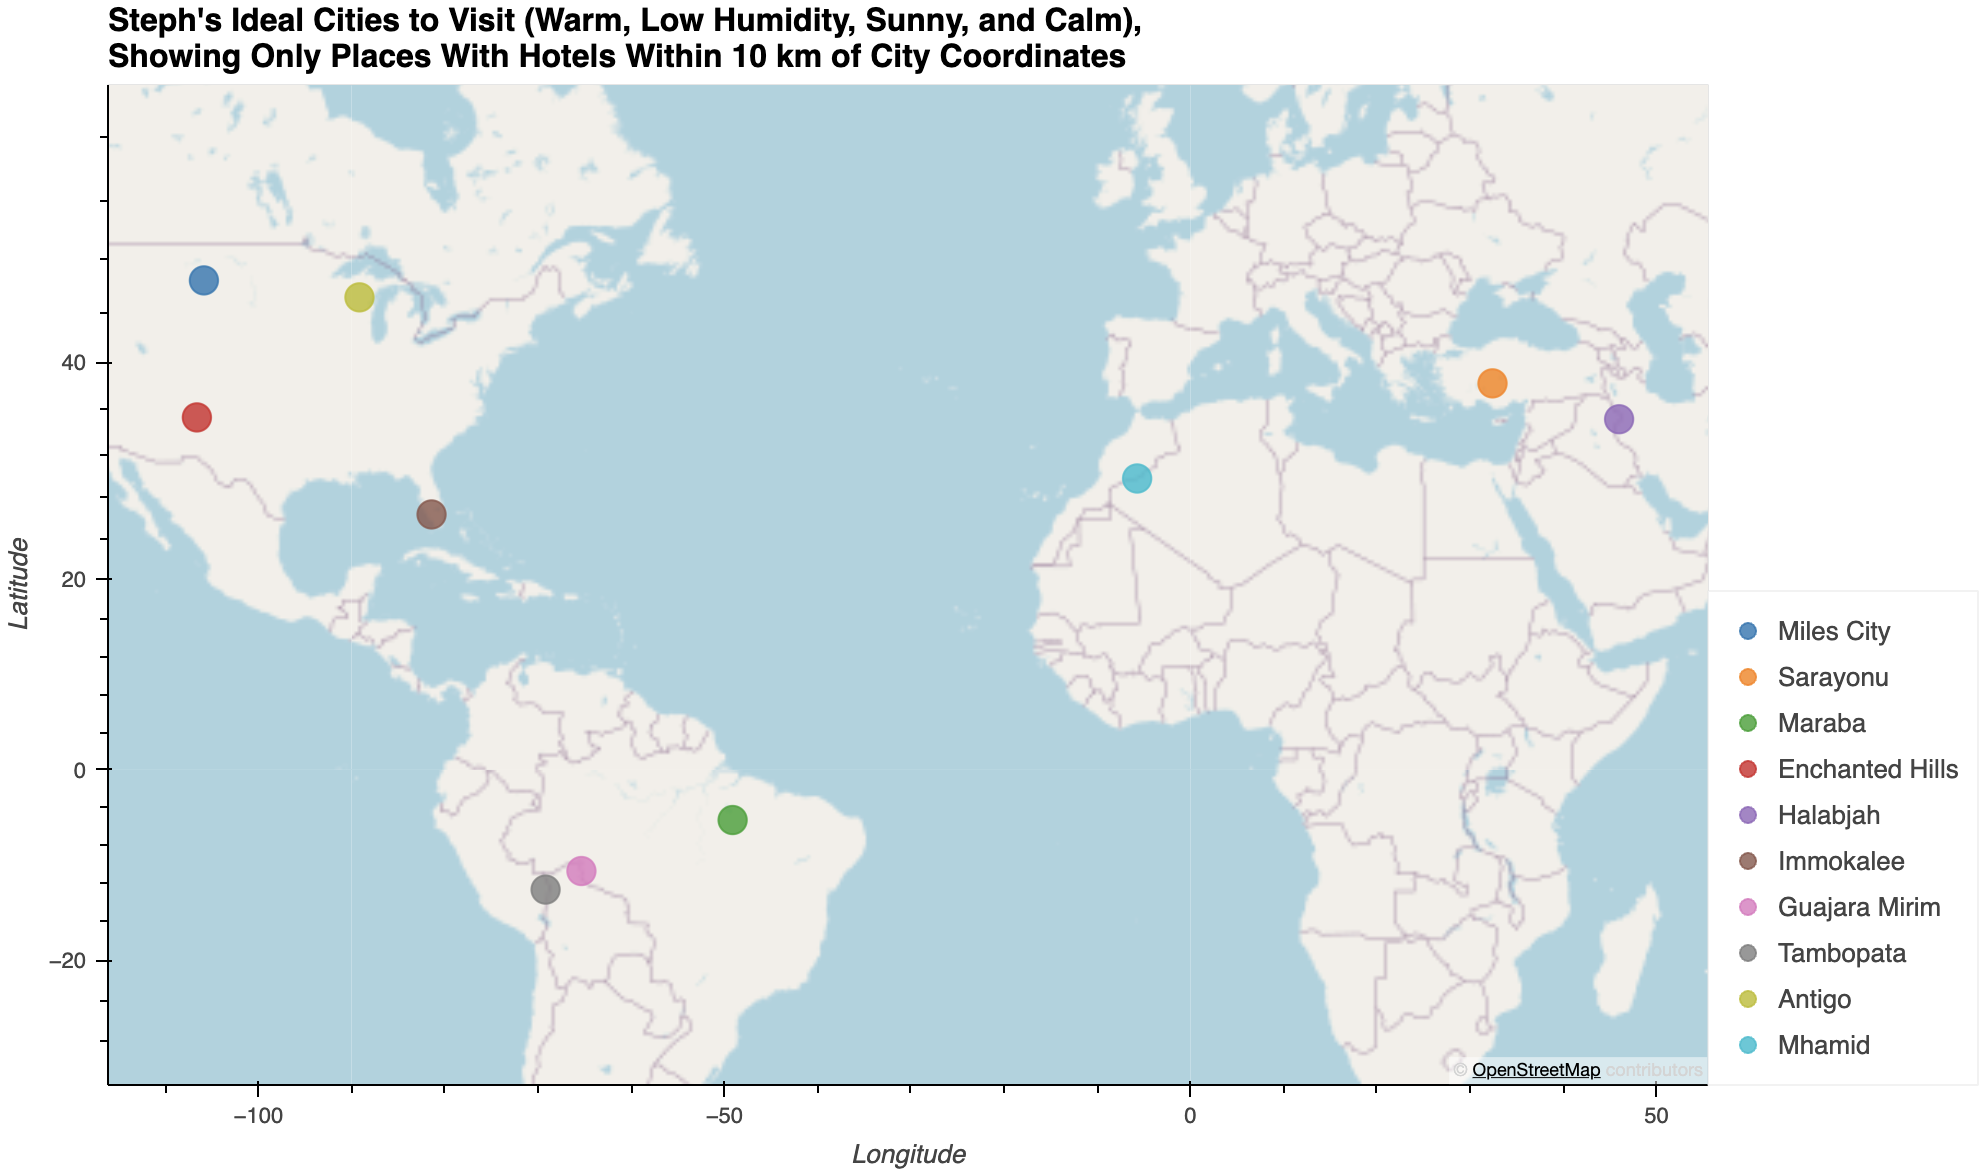 Steph's Ideal Cities to Visit (Warm, Low Humidity, Sunny, and Calm),
Showing Only Places With Hotels Within 10 km of City Coordinates
Latitude
40
20
0
−20
−100
−50
0
50
Longitude
Miles City
Sarayonu
Maraba
Enchanted Hills
Halabjah
Immokalee
Guajara Mirim
Tambopata
Antigo
Mhamid
© OpenStreetMap contributors